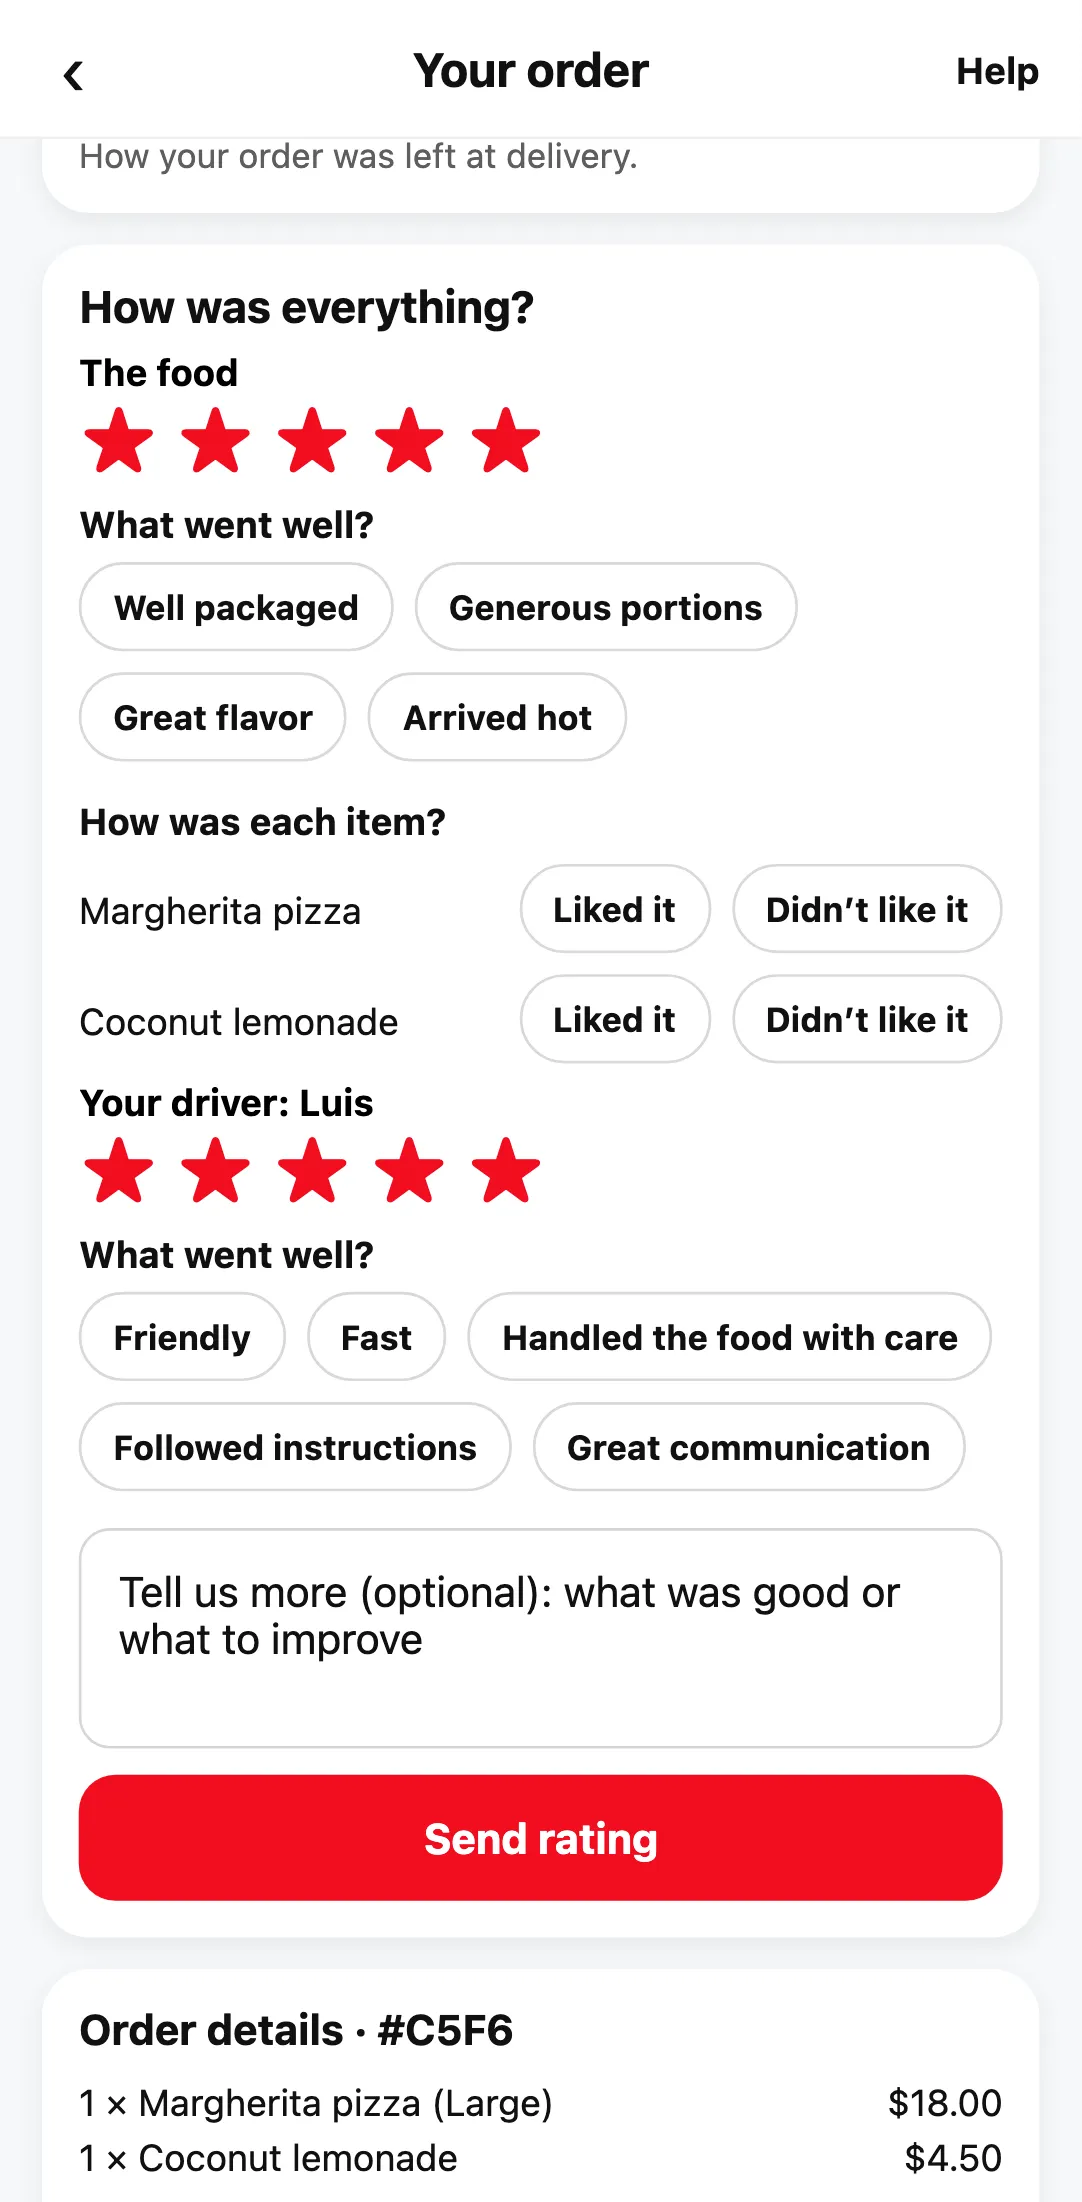 Your order
Help
How your order was left at delivery.
How was everything?
The food
What went well?
Well packaged
Generous portions
Great flavor
Arrived hot
How was each item?
Margherita pizza
Liked it
Didn’t like it
Coconut lemonade
Liked it
Didn’t like it
Your driver: Luis
What went well?
Friendly
Fast
Handled the food with care
Followed instructions
Great communication
Tell us more (optional): what was good or
what to improve
Send rating
Order details · #C5F6
1 × Margherita pizza (Large) $18.00
1 × Coconut lemonade $4.50